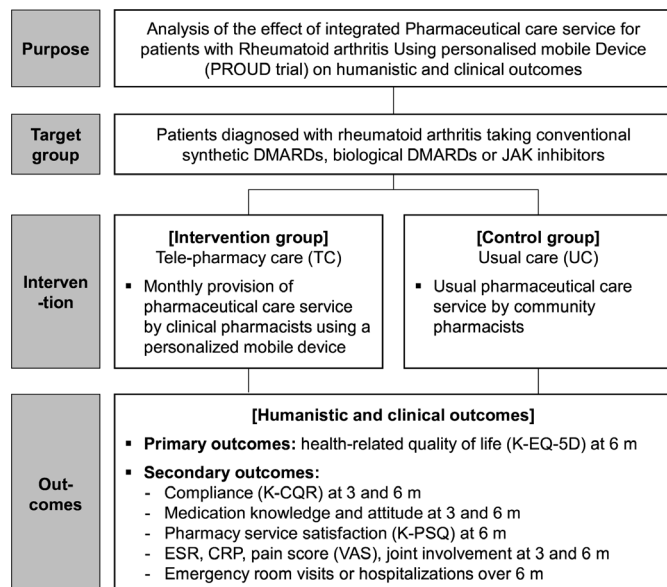 Purpose
Analysis of the effect of integrated Pharmaceutical care service for
patients with Rheumatoid arthritis Using personalised mobile Device
(PROUD trial) on humanistic and clinical outcomes
Target
group
Patients diagnosed with rheumatoid arthritis taking conventional
synthetic DMARDs, biological DMARDs or JAK inhibitors
Interven
-tion
[Intervention group]
Tele-pharmacy care (TC)
▪ Monthly provision of
pharmaceutical care service
by clinical pharmacists using a
personalized mobile device
[Control group]
Usual care (UC)
▪ Usual pharmaceutical care
service by community
pharmacists
Out-
comes
[Humanistic and clinical outcomes]
▪ Primary outcomes: health-related quality of life (K-EQ-5D) at 6 m
▪ Secondary outcomes:
- Compliance (K-CQR) at 3 and 6 m
- Medication knowledge and attitude at 3 and 6 m
- Pharmacy service satisfaction (K-PSQ) at 6 m
- ESR, CRP, pain score (VAS), joint involvement at 3 and 6 m
- Emergency room visits or hospitalizations over 6 m